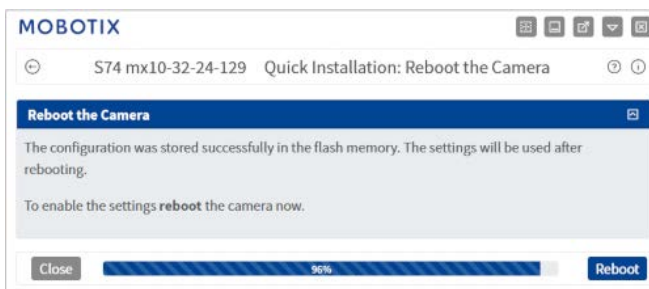 MOBOTIX
S74 mx10-32-24-129 Quick Installation: Reboot the Camera
Reboot the Camera
The configuration was stored successfully in the flash memory. The settings will be used after
rebooting.
To enable the settings reboot the camera now.
Close 96% Reboot